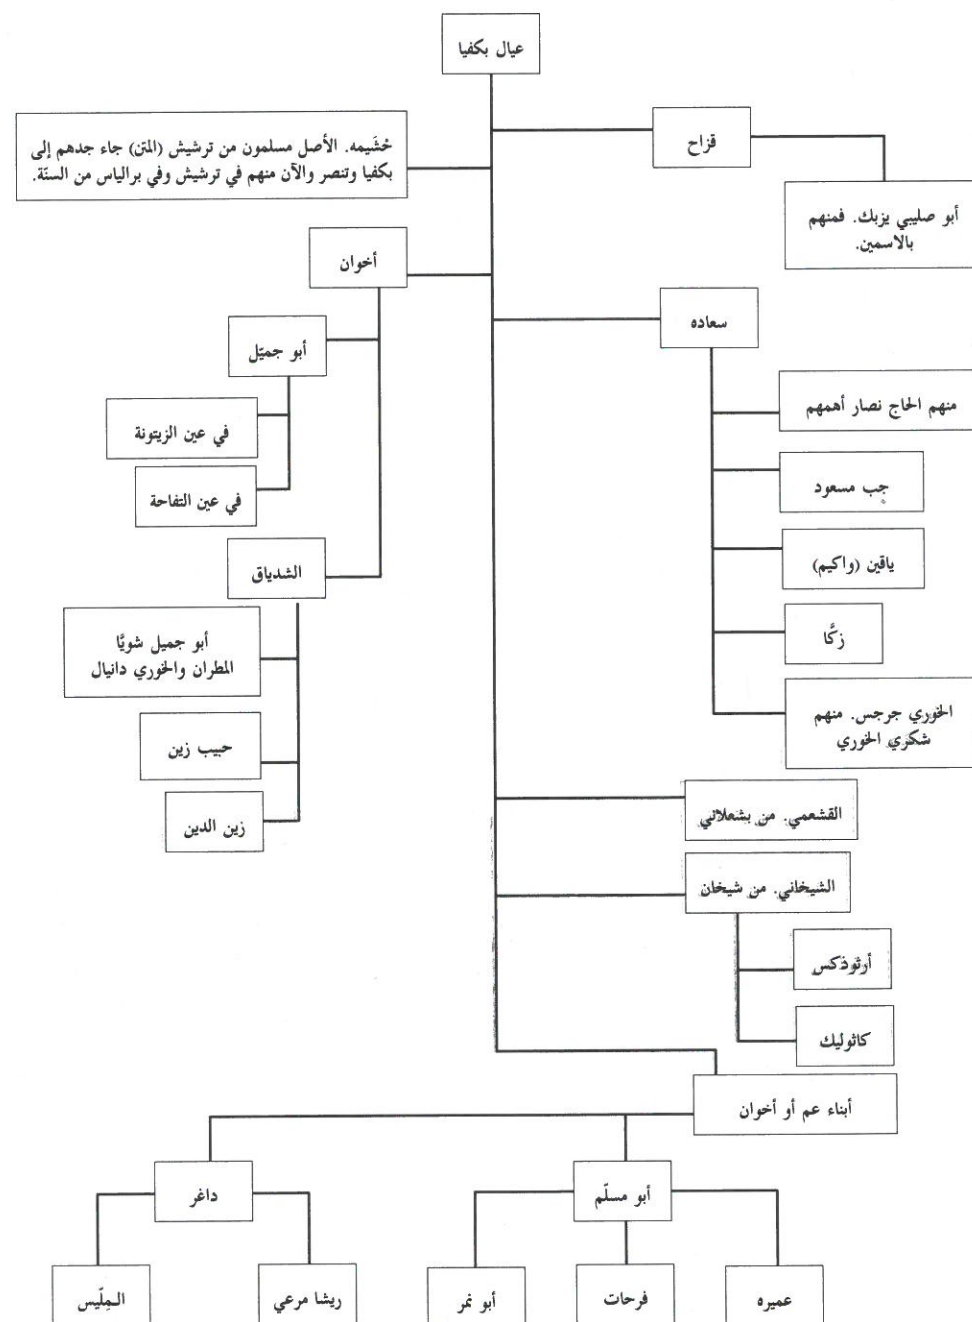 عيال بكفيا
قزاح
أبو صليبي يزبك. فمنهم
بالاسمين.
خُشَيمه. الأصل مسلمون من ترشيش (المتن) جاء جدهم إلى
بكفيا وتنصر والآن منهم في ترشيش وفي برالياس من السنّة.
أخوان
أبو جميّل
في عين الزيتونة
في عين التفاحة
الشدياق
أبو جميل شويًّا
المطران والخوري دانيال
حبيب زين
زين الدين
سعاده
منهم الحاج نصار أهمهم
جب مسعود
ياقين (واكيم)
زكَّا
الخوري جرجس. منهم
شكري الخوري
القشعمي. من بشعلاني
الشيخاني. من شيخان
أرثوذكس
كاثوليك
أبناء عم أو أخوان
أبو مسلّم
داغر
عميره
فرحات
أبو نمر
ريشا مرعي
المِلّيس